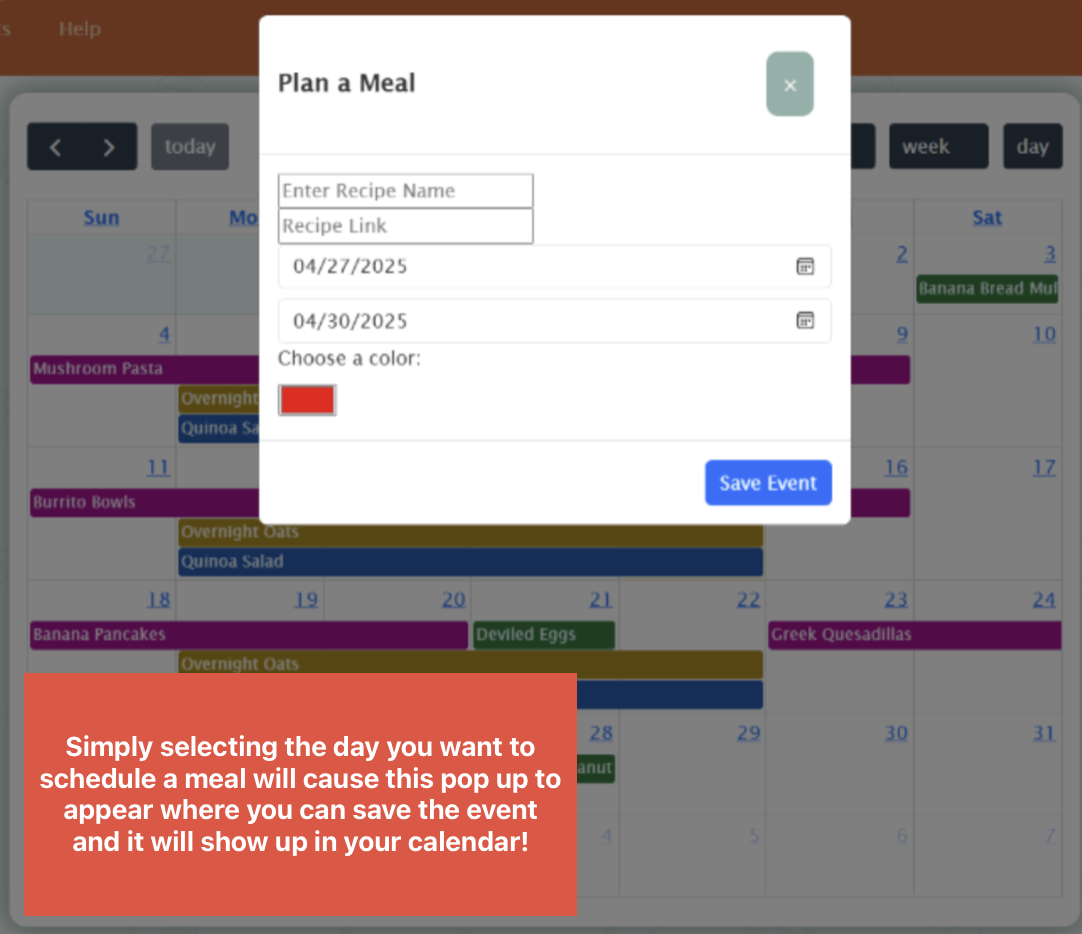 Help
Plan a Meal
×
today
week
day
Enter Recipe Name
Recipe Link
04/27/2025
04/30/2025
Choose a color:
Save Event
Sun
Sat
27
2
3
Banana Bread
4
9
10
Mushroom Pasta
Overnight
Quinoa
11
16
17
Burrito Bowls
Overnight Oats
Quinoa Salad
18
19
20
21
22
23
24
Banana Pancakes
Deviled Eggs
Greek Quesadillas
Overnight Oats
28
29
30
31
4
5
6
7
Simply selecting the day you want to
schedule a meal will cause this pop up to
appear where you can save the event
and it will show up in your calendar!